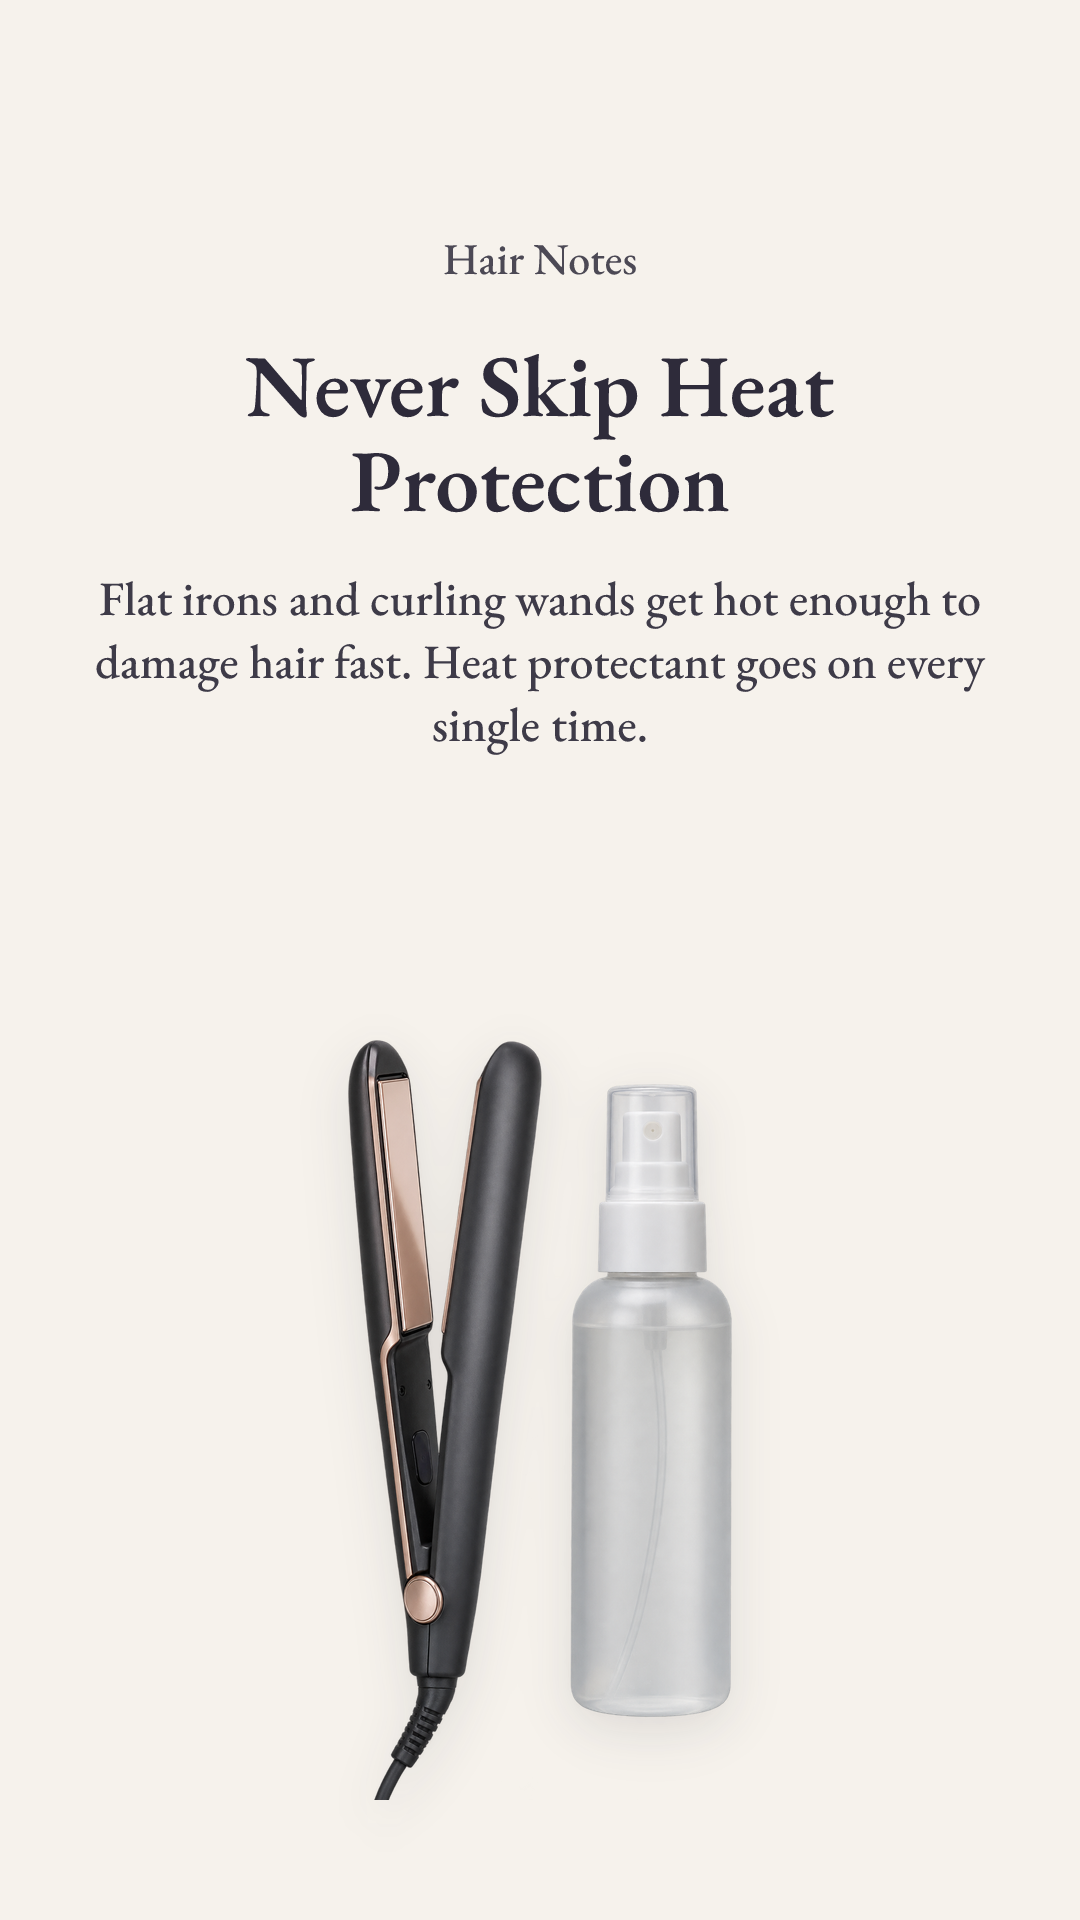 Hair Notes
Never Skip Heat
Protection
Flat irons and curling wands get hot enough to
damage hair fast. Heat protectant goes on every
single time.